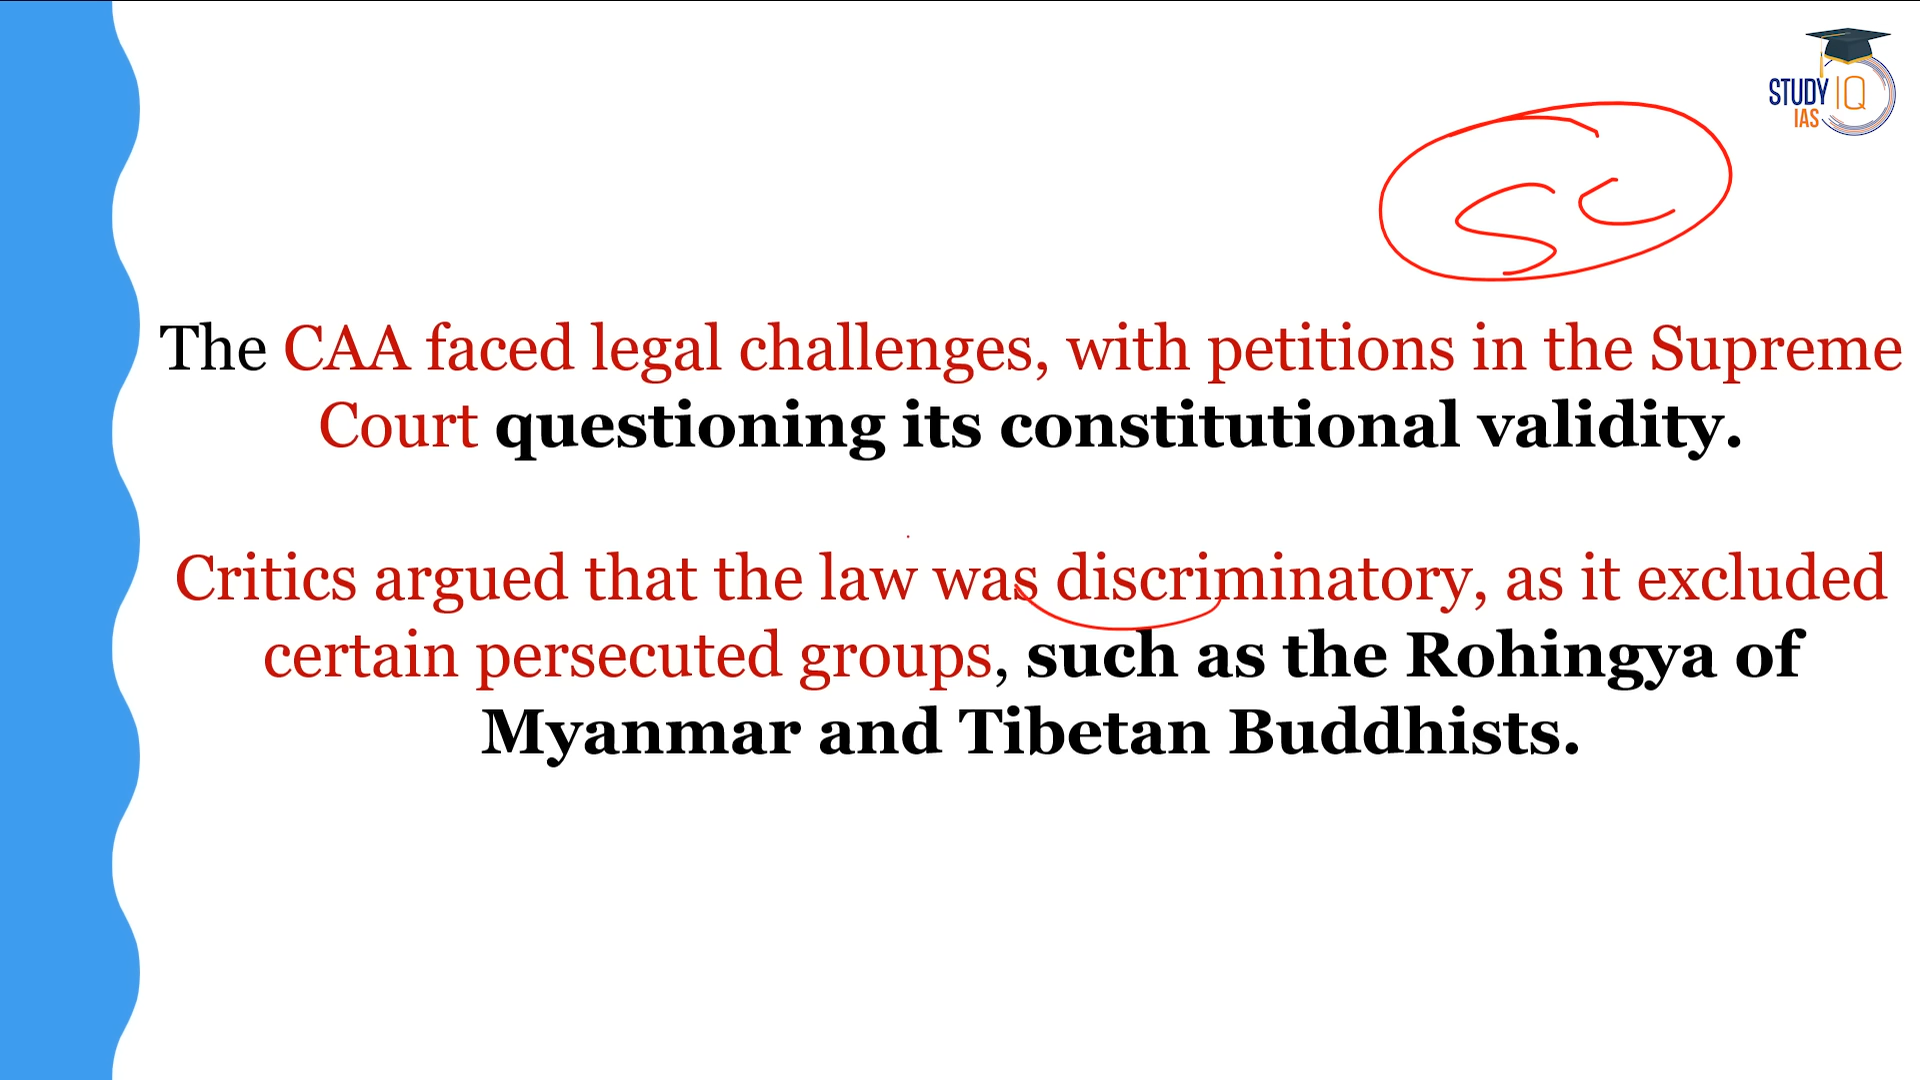 STUDY IQ
IAS
SC
The CAA faced legal challenges, with petitions in the Supreme
Court questioning its constitutional validity.
Critics argued that the law was discriminatory, as it excluded
certain persecuted groups, such as the Rohingya of
Myanmar and Tibetan Buddhists.